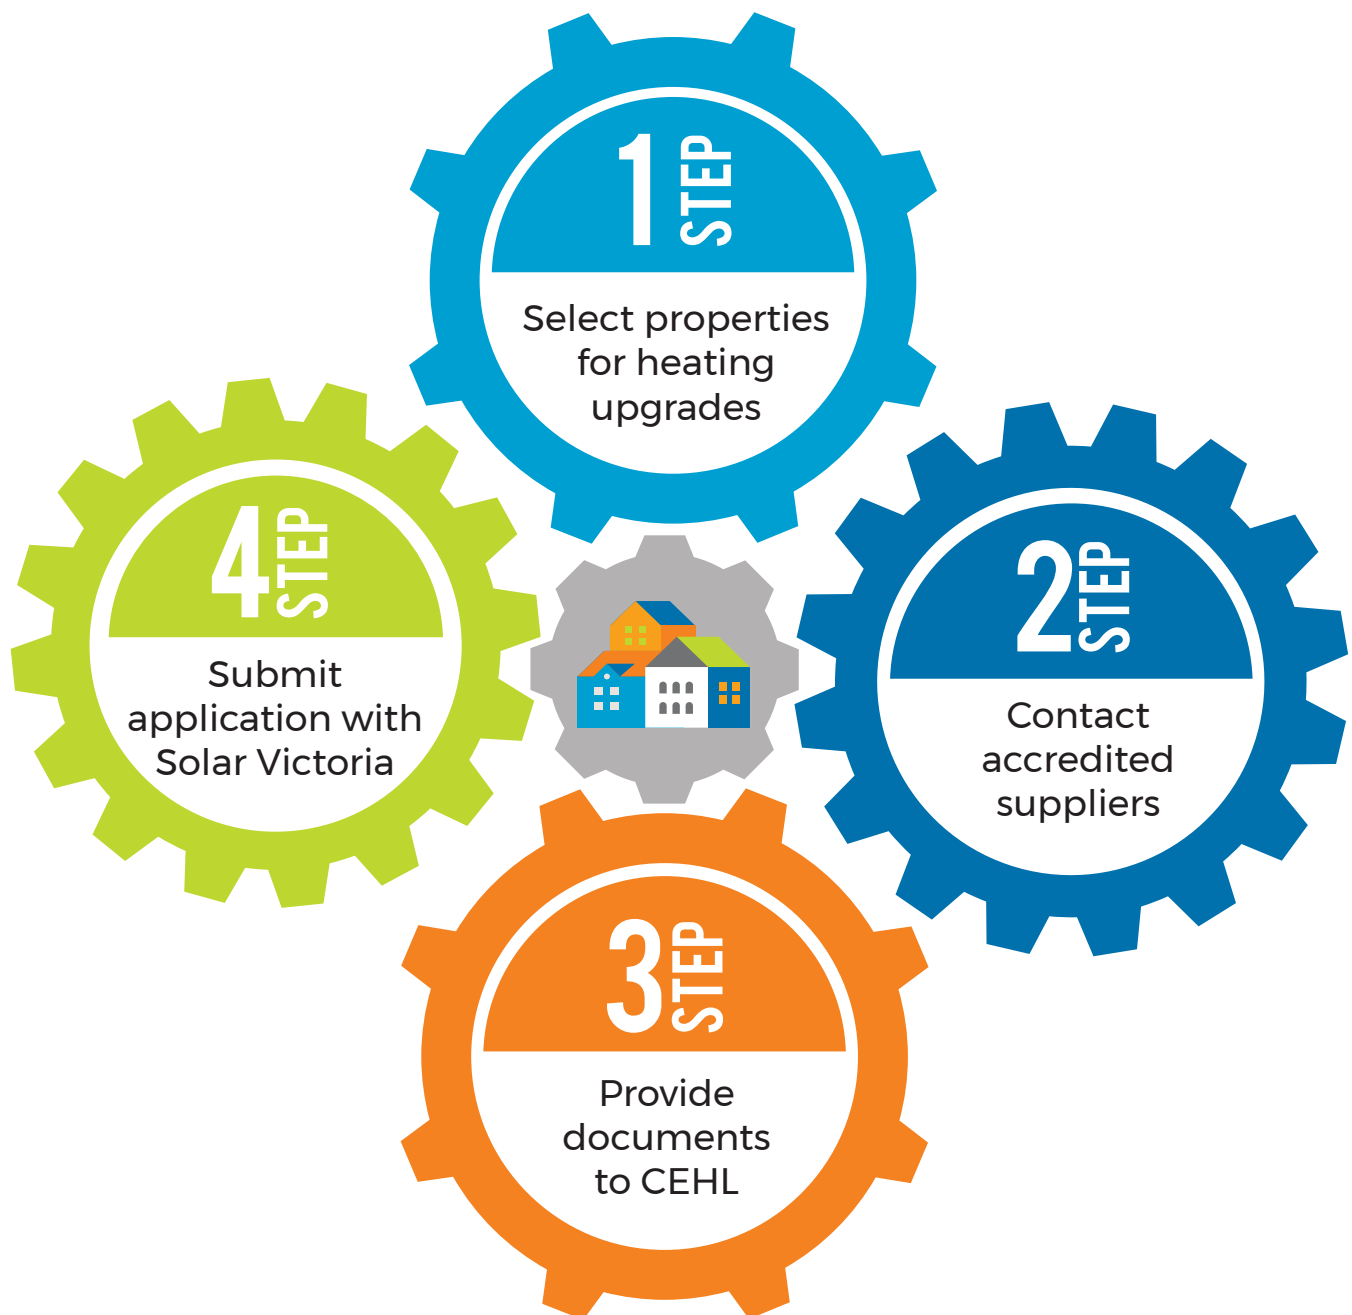 1 STEP
Select properties
for heating
upgrades
2 STEP
Contact
accredited
suppliers
3 STEP
Provide
documents
to CEHL
4 STEP
Submit
application with
Solar Victoria